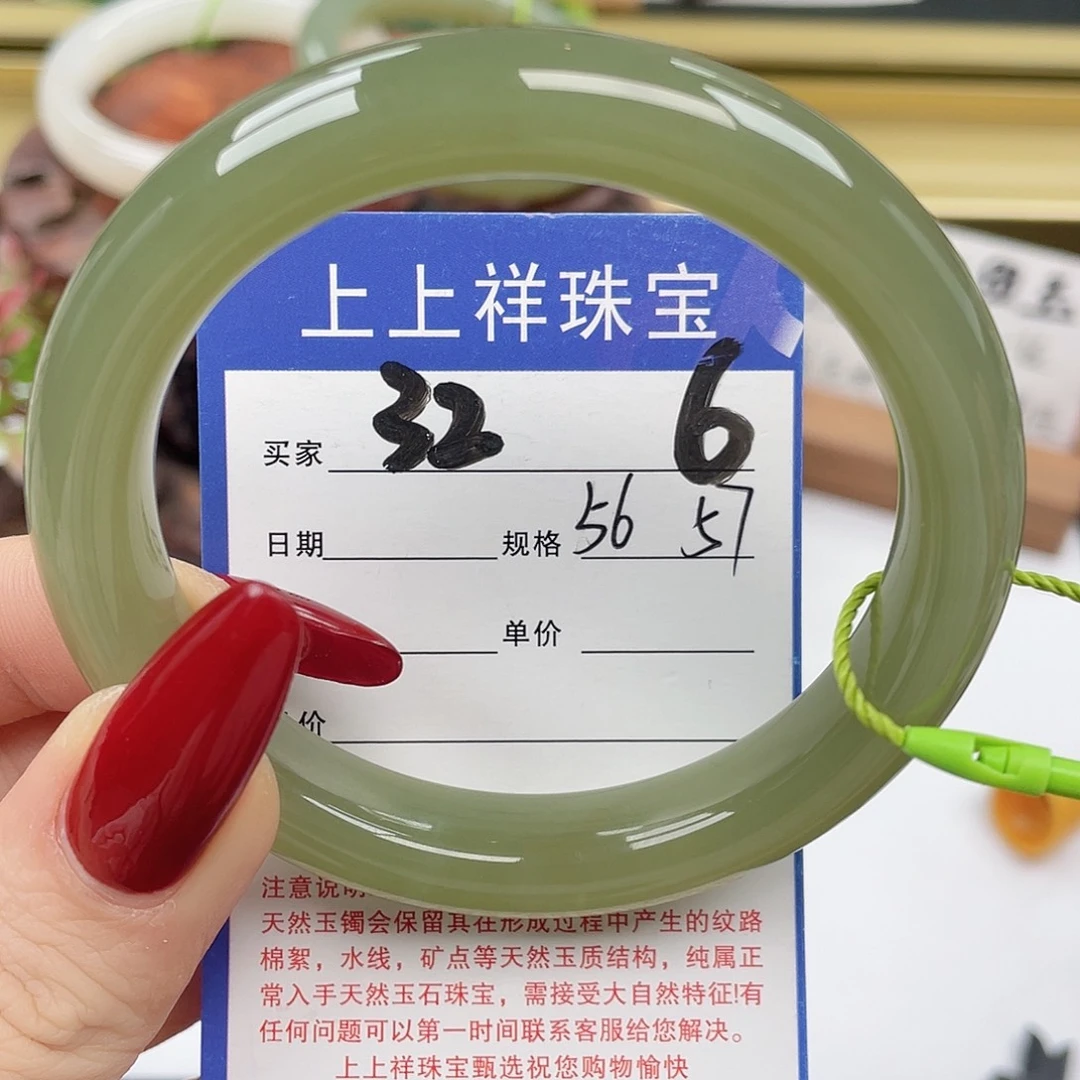 上上祥珠宝
买家 32 6
日期 规格 56 57
单价
价
注意说明
天然玉镯会保留其在形成过程中产生的纹路
棉絮，水线，矿点等天然玉质结构，纯属正
常入手天然玉石珠宝，需接受大自然特征!有
任何问题可以第一时间联系客服给您解决。
上上祥珠宝甄选祝您购物愉快